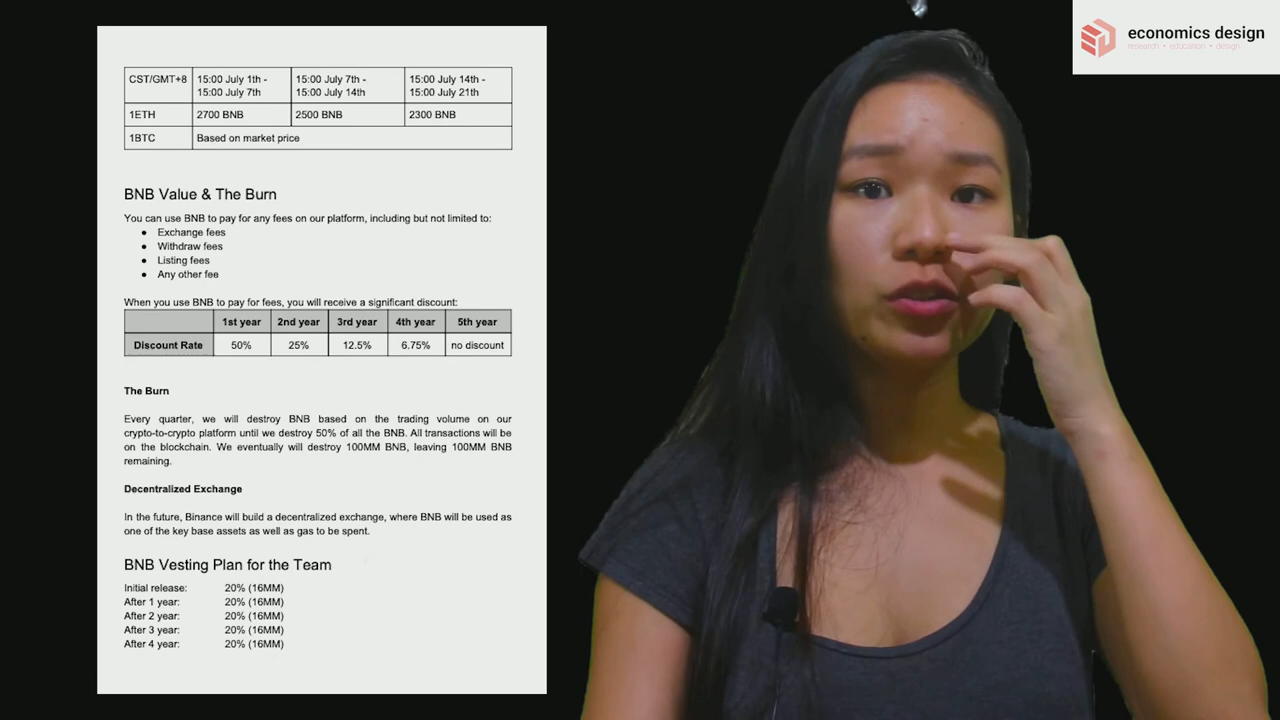 economics design
research • education • design
CST/GMT+8 15:00 July 1th - 15:00 July 7th 15:00 July 7th - 15:00 July 14th 15:00 July 14th - 15:00 July 21th
1ETH 2700 BNB 2500 BNB 2300 BNB
1BTC Based on market price
BNB Value & The Burn
You can use BNB to pay for any fees on our platform, including but not limited to:
● Exchange fees
● Withdraw fees
● Listing fees
● Any other fee
When you use BNB to pay for fees, you will receive a significant discount:
1st year 2nd year 3rd year 4th year 5th year
Discount Rate 50% 25% 12.5% 6.75% no discount
The Burn
Every quarter, we will destroy BNB based on the trading volume on our
crypto-to-crypto platform until we destroy 50% of all the BNB. All transactions will be
on the blockchain. We eventually will destroy 100MM BNB, leaving 100MM BNB
remaining.
Decentralized Exchange
In the future, Binance will build a decentralized exchange, where BNB will be used as
one of the key base assets as well as gas to be spent.
BNB Vesting Plan for the Team
Initial release: 20% (16MM)
After 1 year: 20% (16MM)
After 2 year: 20% (16MM)
After 3 year: 20% (16MM)
After 4 year: 20% (16MM)